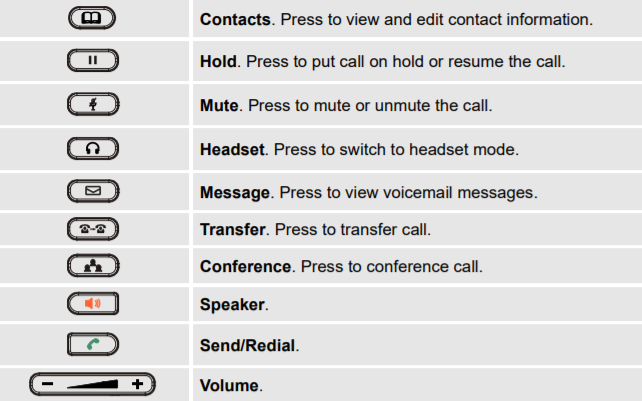 Contacts. Press to view and edit contact information.
Hold. Press to put call on hold or resume the call.
Mute. Press to mute or unmute the call.
Headset. Press to switch to headset mode.
Message. Press to view voicemail messages.
Transfer. Press to transfer call.
Conference. Press to conference call.
Speaker.
Send/Redial.
Volume.